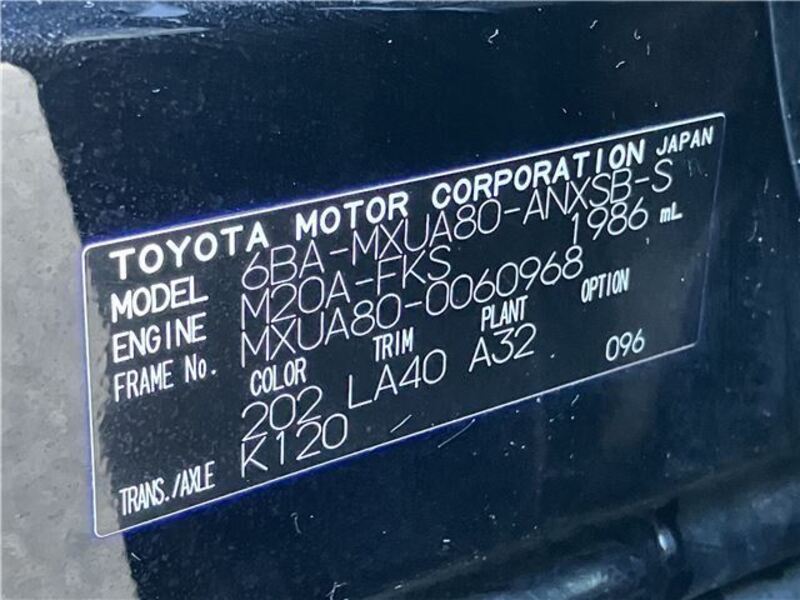 TOYOTA MOTOR CORPORATION JAPAN
MODEL 6BA-MXUA80-ANXSB-S
ENGINE M20A-FKS 1986 mL
FRAME No. MXUA80-0060968
COLOR TRIM PLANT OPTION
202 LA40 A32 096
TRANS./AXLE K120